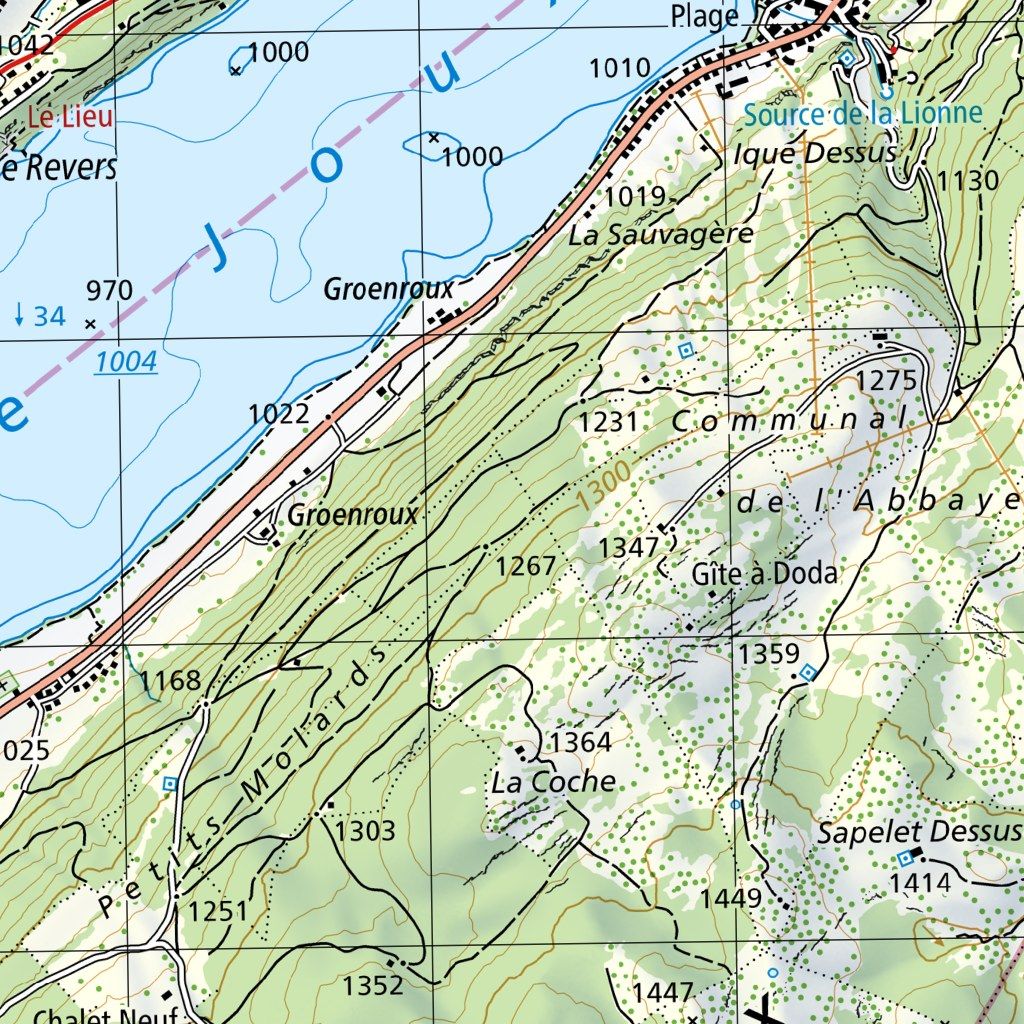 Plage
1042
1000
1010
u
Le Lieu
Source de la Lionne
e Revers
o
1000
Iqué Dessus
1130
1019
La Sauvagère
J
970
Groenroux
34
1004
1275
e
1022
1231
Communal
1300
de l'Abbaye
Groenroux
1347
1267
Gîte à Doda
1359
1168
025
1364
La Coche
Petits Molards
1303
Sapelet Dessus
1414
1449
1251
1352
1447
Chalet Neuf